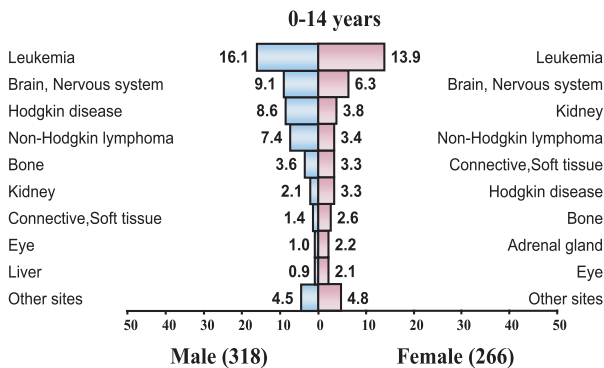 0-14 years
Leukemia 16.1 13.9 Leukemia
Brain, Nervous system 9.1 6.3 Brain, Nervous system
Hodgkin disease 8.6 3.8 Kidney
Non-Hodgkin lymphoma 7.4 3.4 Non-Hodgkin lymphoma
Bone 3.6 3.3 Connective,Soft tissue
Kidney 2.1 3.3 Hodgkin disease
Connective,Soft tissue 1.4 2.6 Bone
Eye 1.0 2.2 Adrenal gland
Liver 0.9 2.1 Eye
Other sites 4.5 4.8 Other sites
50 40 30 20 10 0 10 20 30 40 50
Male (318) Female (266)